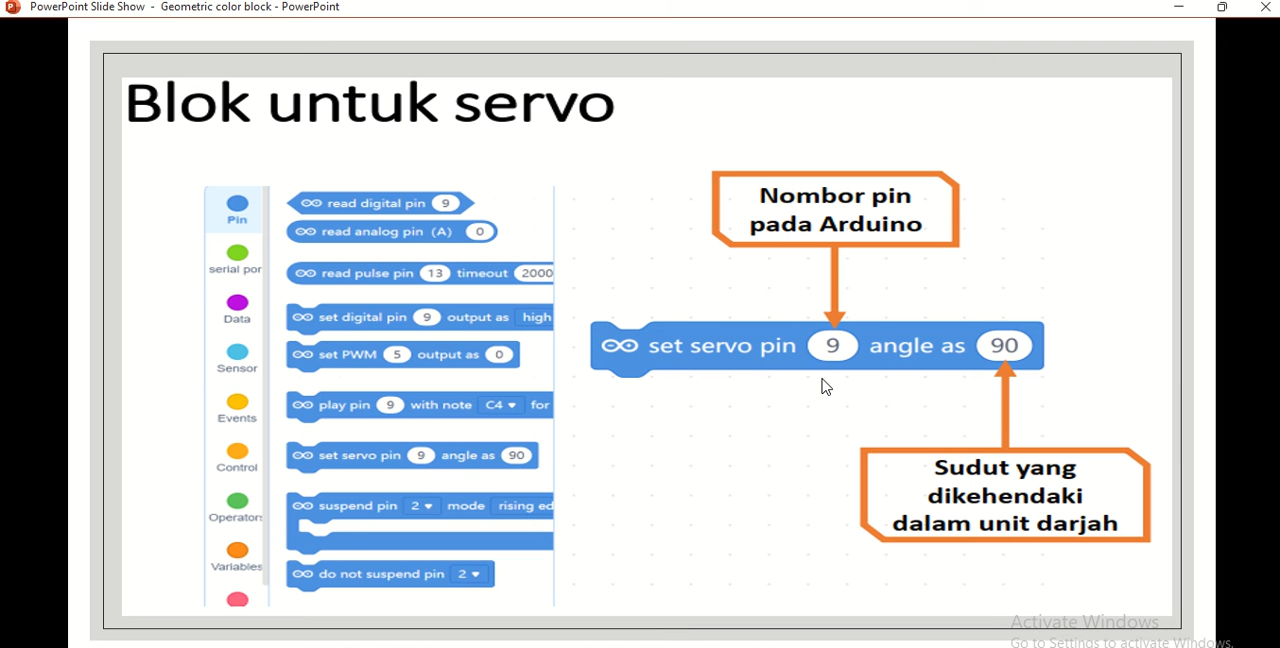 PowerPoint Slide Show - Geometric color block - PowerPoint
Blok untuk servo
Pin
serial por
Data
Sensor
Events
Control
Operators
Variables
read digital pin 9
read analog pin (A) 0
read pulse pin 13 timeout 2000
set digital pin 9 output as high
set PWM 5 output as 0
play pin 9 with note C4 for
set servo pin 9 angle as 90
suspend pin 2 mode rising ed
do not suspend pin 2
Nombor pin
pada Arduino
set servo pin 9 angle as 90
Sudut yang
dikehendaki
dalam unit darjah
Activate Windows
Go to Settings to activate Windows.